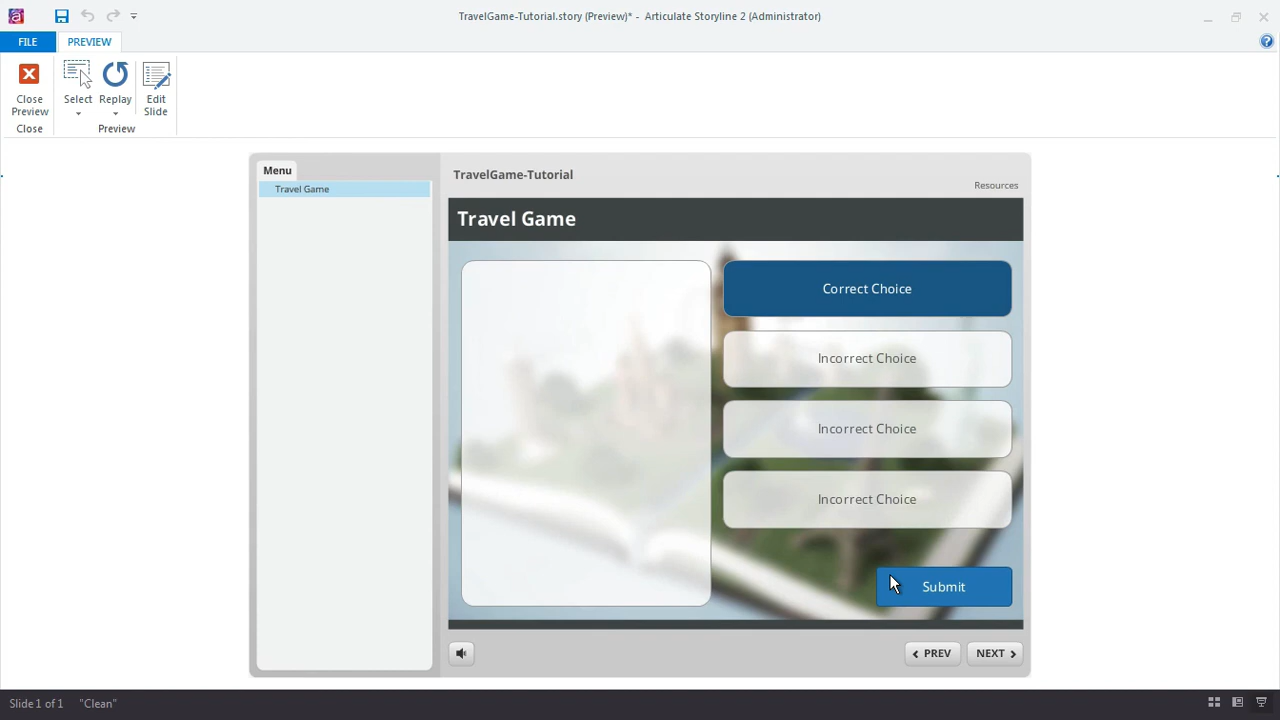 TravelGame-Tutorial.story (Preview)* - Articulate Storyline 2 (Administrator)
FILE PREVIEW
Close Preview
Select
Replay
Edit Slide
Close
Preview
Menu
Travel Game
TravelGame-Tutorial
Resources
Travel Game
Correct Choice
Incorrect Choice
Incorrect Choice
Incorrect Choice
Submit
PREV NEXT
Slide 1 of 1 "Clean"